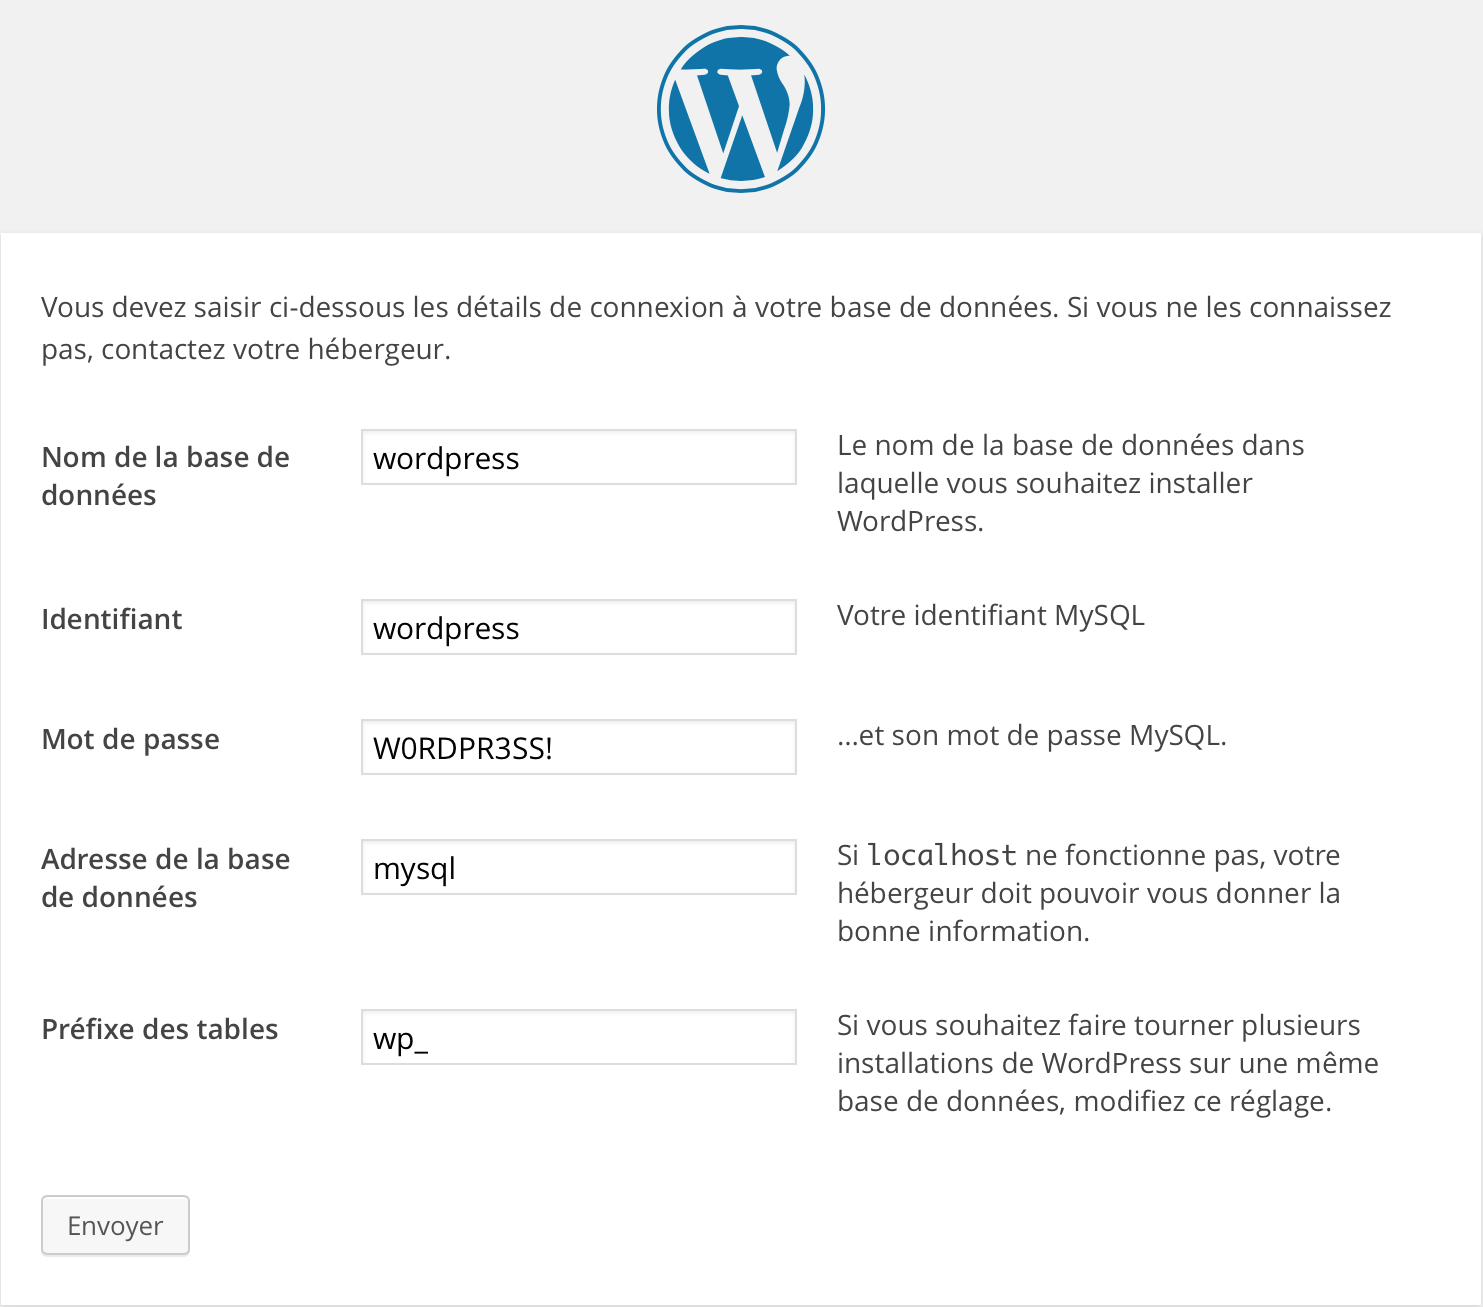 Vous devez saisir ci-dessous les détails de connexion à votre base de données. Si vous ne les connaissez
pas, contactez votre hébergeur.
Nom de la base de
données
wordpress
Le nom de la base de données dans
laquelle vous souhaitez installer
WordPress.
Identifiant
wordpress
Votre identifiant MySQL
Mot de passe
W0RDPR3SS!
…et son mot de passe MySQL.
Adresse de la base
de données
mysql
Si localhost ne fonctionne pas, votre
hébergeur doit pouvoir vous donner la
bonne information.
Préfixe des tables
wp_
Si vous souhaitez faire tourner plusieurs
installations de WordPress sur une même
base de données, modifiez ce réglage.
Envoyer